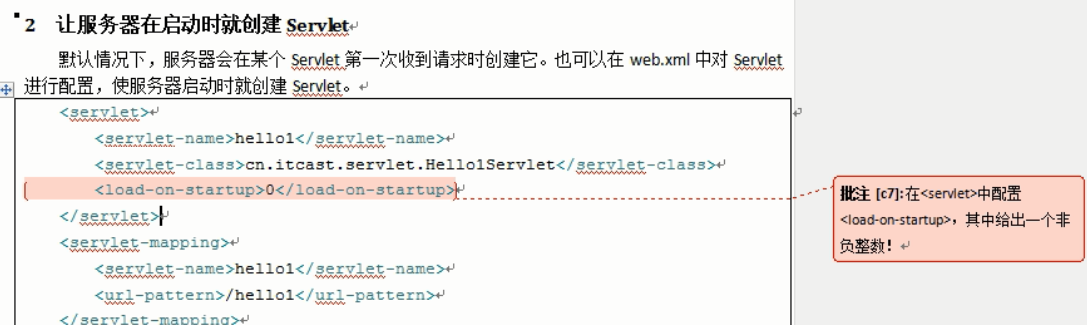 2 让服务器在启动时就创建 Servlet
默认情况下，服务器会在某个 Servlet 第一次收到请求时创建它。也可以在 web.xml 中对 Servlet
进行配置，使服务器启动时就创建 Servlet。
<servlet>
<servlet-name>hello1</servlet-name>
<servlet-class>cn.itcast.servlet.Hello1Servlet</servlet-class>
<load-on-startup>0</load-on-startup>
</servlet>
<servlet-mapping>
<servlet-name>hello1</servlet-name>
<url-pattern>/hello1</url-pattern>
</servlet-mapping>
批注 [c7]:在<servlet>中配置
<load-on-startup>，其中给出一个非
负整数！